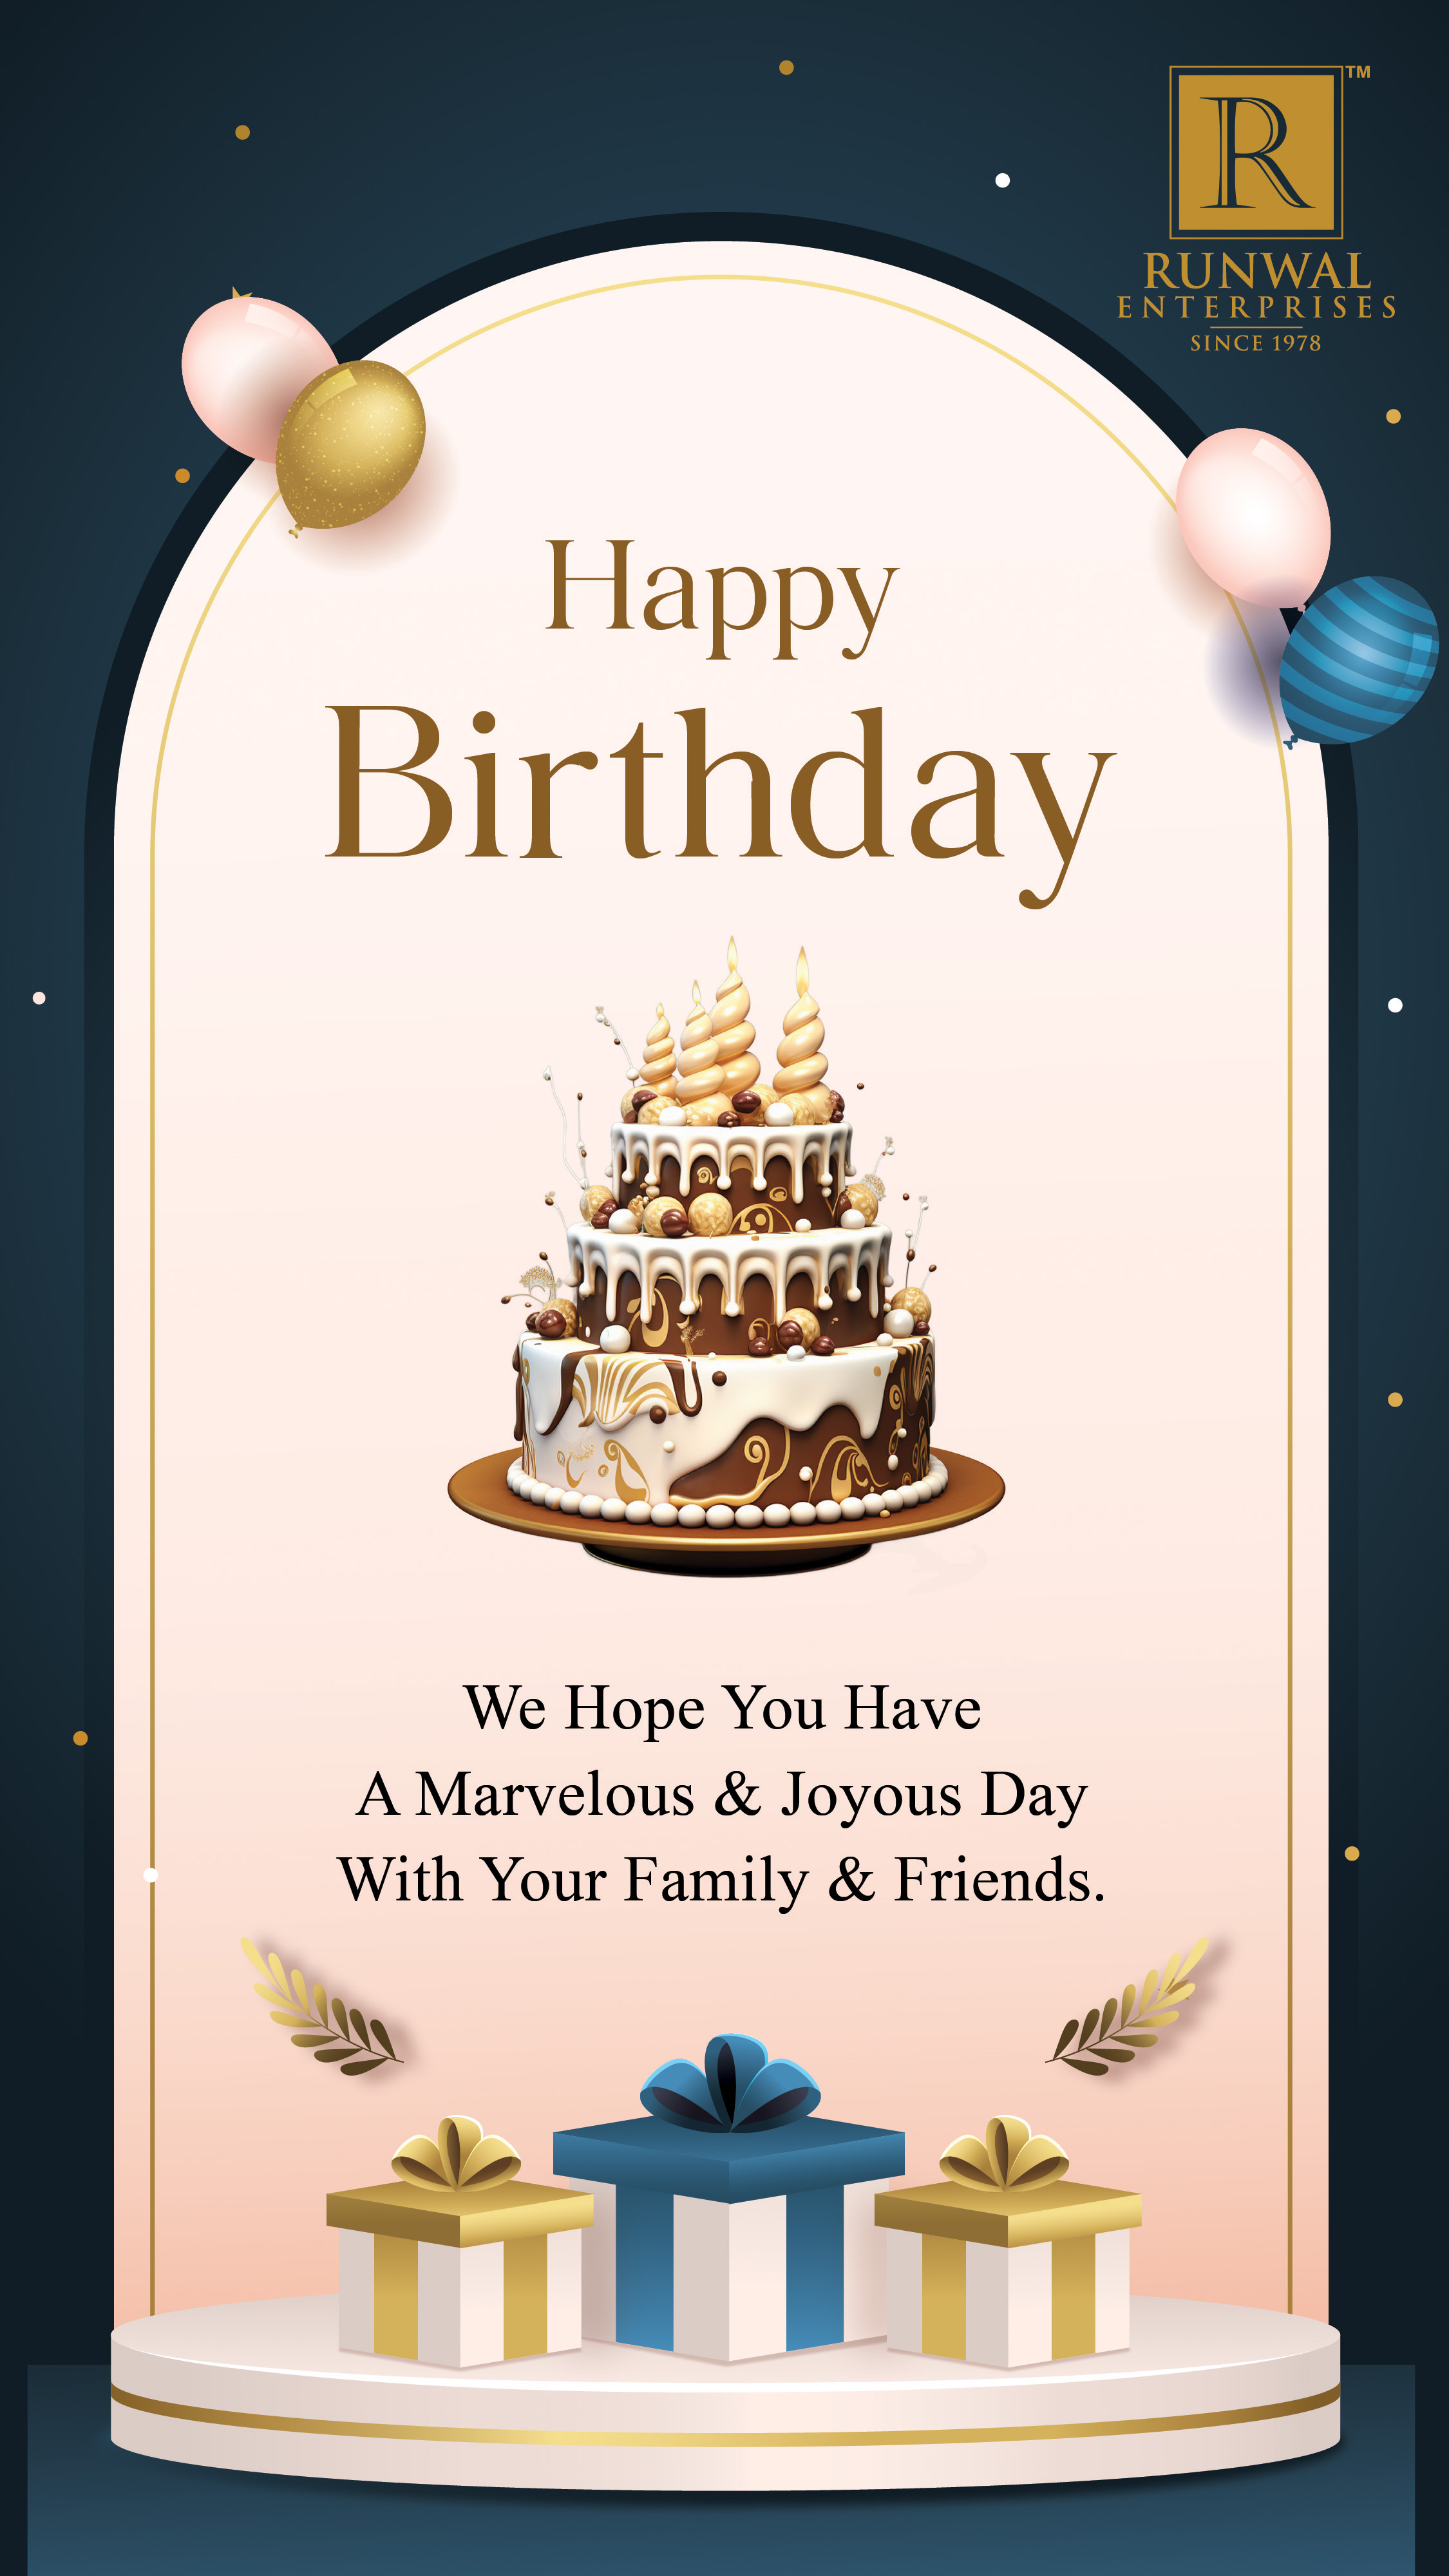 R
TM
RUNWAL
ENTERPRISES
SINCE 1978
Happy
Birthday
We Hope You Have
A Marvelous & Joyous Day
With Your Family & Friends.